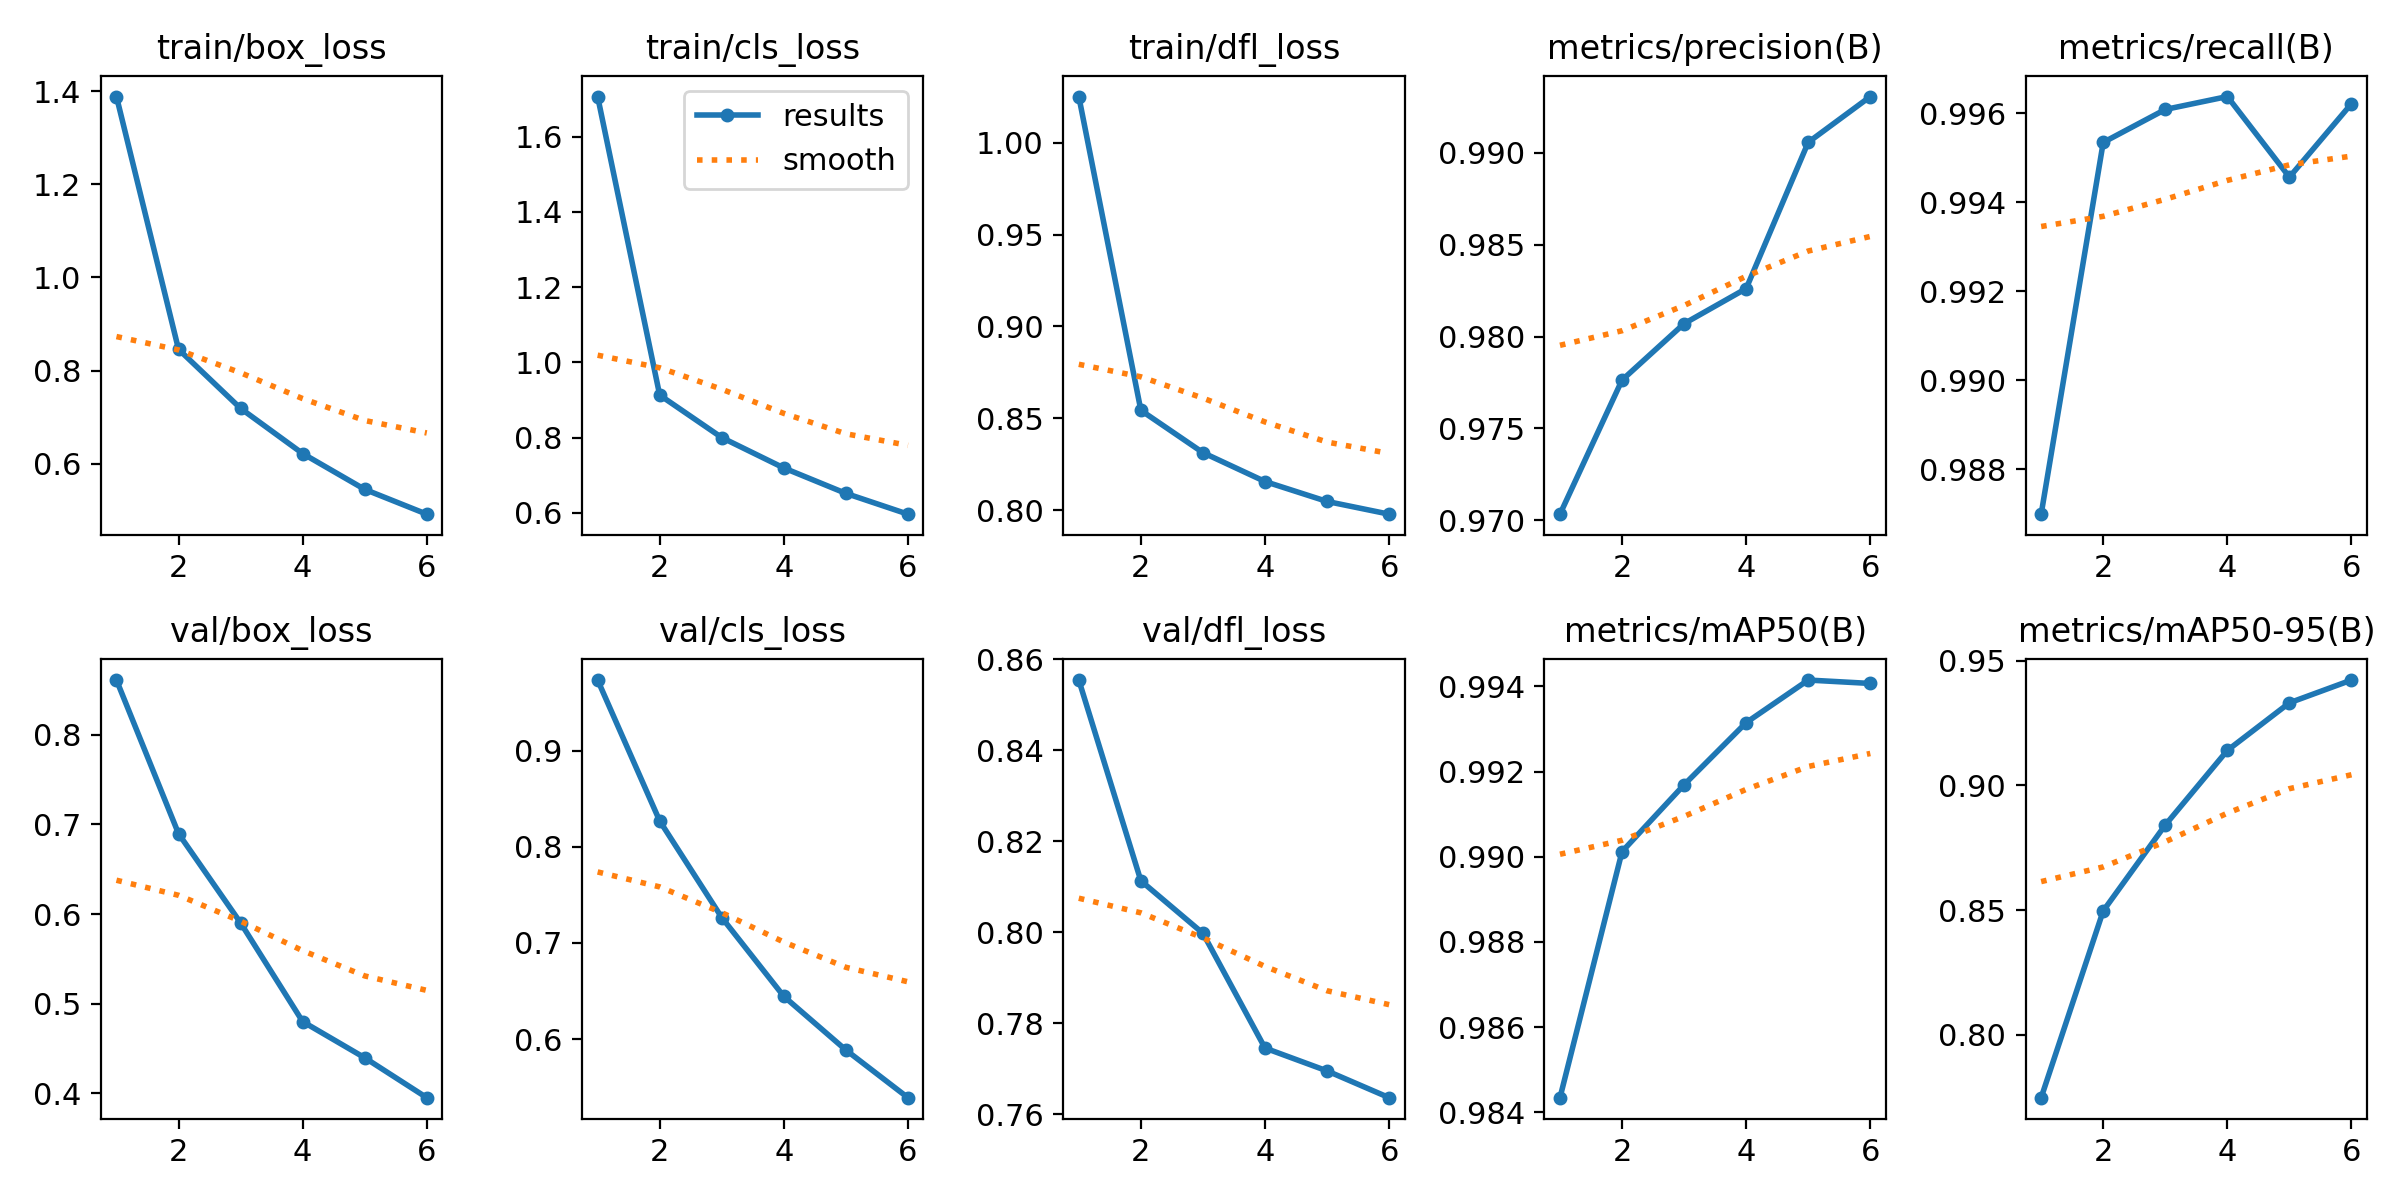 train/box_loss
1.4
1.2
1.0
0.8
0.6
2 4 6
train/cls_loss
results
smooth
1.6
1.4
1.2
1.0
0.8
0.6
2 4 6
train/dfl_loss
1.00
0.95
0.90
0.85
0.80
2 4 6
metrics/precision(B)
0.990
0.985
0.980
0.975
0.970
2 4 6
metrics/recall(B)
0.996
0.994
0.992
0.990
0.988
2 4 6
val/box_loss
0.8
0.7
0.6
0.5
0.4
2 4 6
val/cls_loss
0.9
0.8
0.7
0.6
2 4 6
val/dfl_loss
0.86
0.84
0.82
0.80
0.78
0.76
2 4 6
metrics/mAP50(B)
0.994
0.992
0.990
0.988
0.986
0.984
2 4 6
metrics/mAP50-95(B)
0.95
0.90
0.85
0.80
2 4 6